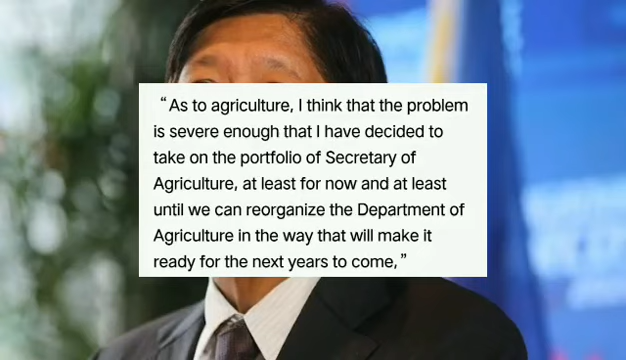 “As to agriculture, I think that the problem
is severe enough that I have decided to
take on the portfolio of Secretary of
Agriculture, at least for now and at least
until we can reorganize the Department of
Agriculture in the way that will make it
ready for the next years to come,”